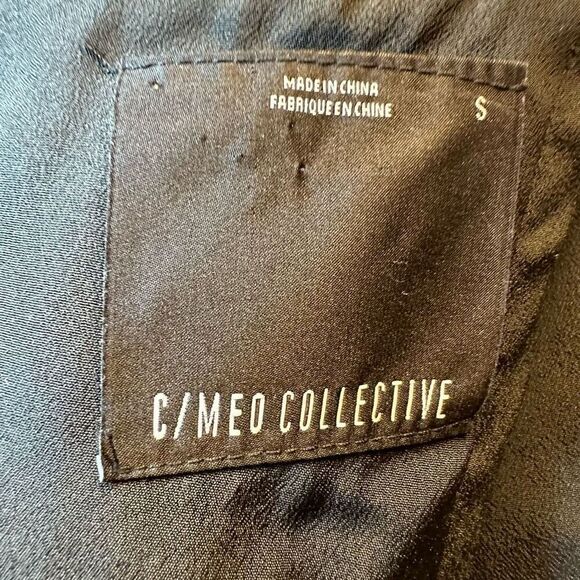 MADE IN CHINA
FABRIQUE EN CHINE
S
C/MEO COLLECTIVE